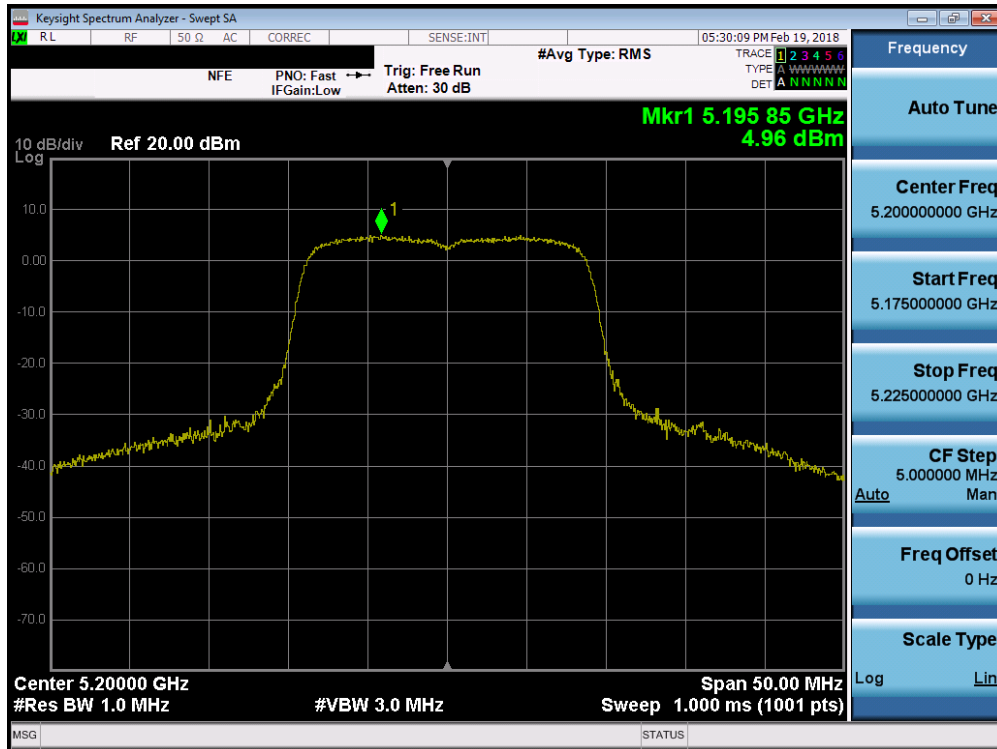 Keysight Spectrum Analyzer - Swept SA
LXI RL RF 50 Ω AC CORREC SENSE:INT 05:30:09 PM Feb 19, 2018
NFE PNO: Fast Trig: Free Run #Avg Type: RMS TRACE 1 2 3 4 5 6
IFGain:Low Atten: 30 dB TYPE A WWWWW
DET A N N N N N
Mkr1 5.195 85 GHz
4.96 dBm
10 dB/div Ref 20.00 dBm
Log
1
10.0
0.00
-10.0
-20.0
-30.0
-40.0
-50.0
-60.0
-70.0
Center 5.20000 GHz Span 50.00 MHz
#Res BW 1.0 MHz #VBW 3.0 MHz Sweep 1.000 ms (1001 pts)
MSG STATUS
Frequency
Auto Tune
Center Freq
5.200000000 GHz
Start Freq
5.175000000 GHz
Stop Freq
5.225000000 GHz
CF Step
5.000000 MHz
Auto Man
Freq Offset
0 Hz
Scale Type
Log Lin